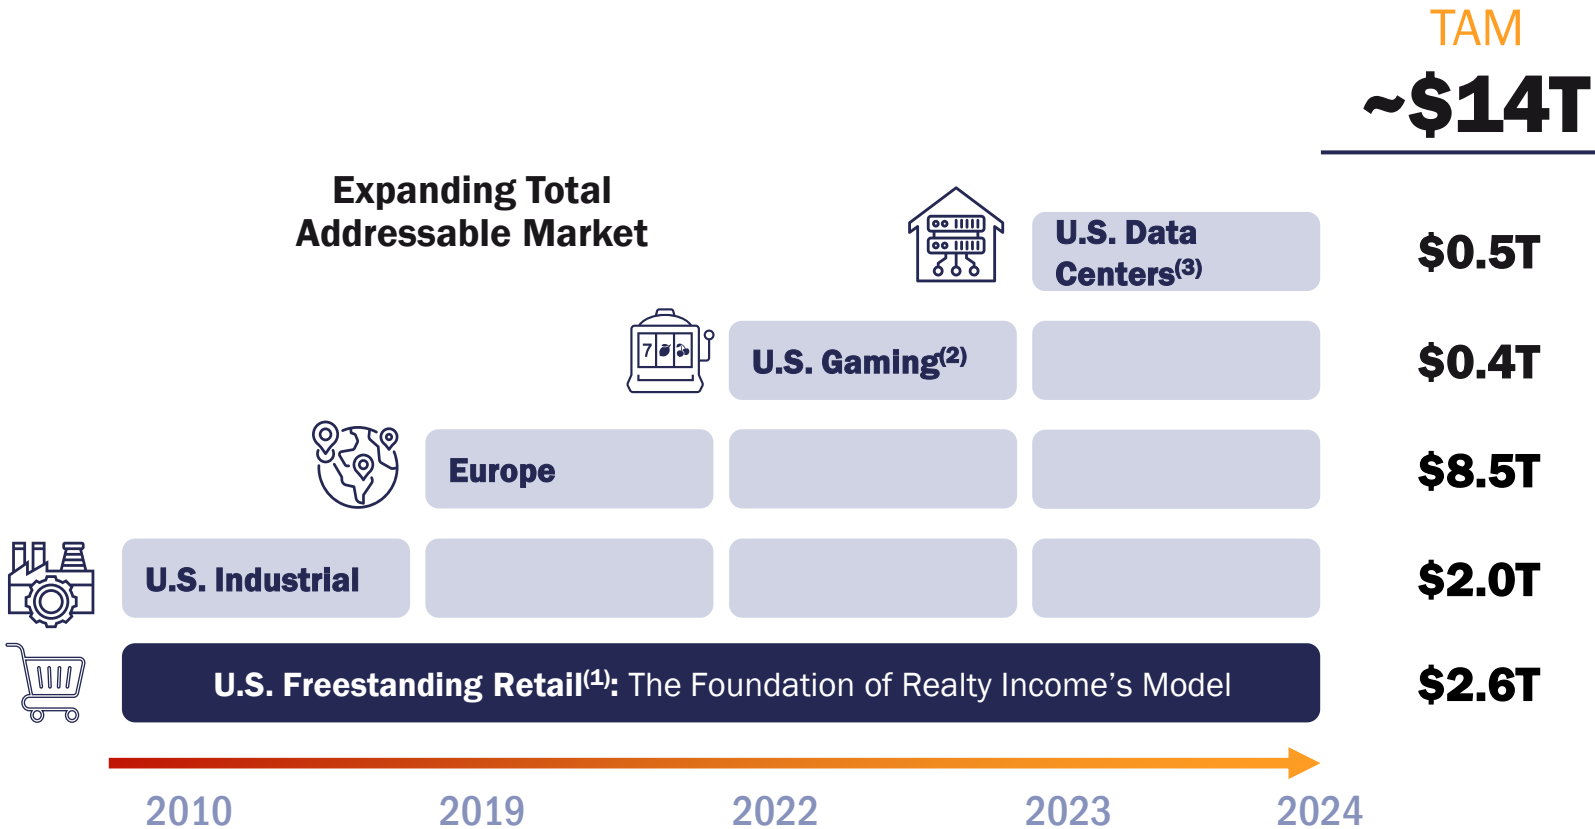 TAM
~$14T
Expanding Total
Addressable Market
U.S. Data
Centers(3)
$0.5T
7
U.S. Gaming(2)
$0.4T
Europe
$8.5T
U.S. Industrial
$2.0T
U.S. Freestanding Retail(1): The Foundation of Realty Income’s Model
$2.6T
2010
2019
2022
2023
2024